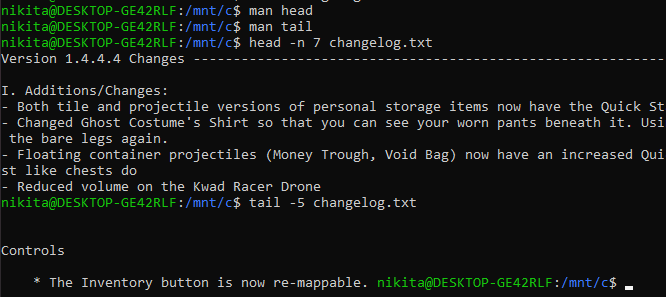 nikita@DESKTOP-GE42RLF:/mnt/c$ man head
nikita@DESKTOP-GE42RLF:/mnt/c$ man tail
nikita@DESKTOP-GE42RLF:/mnt/c$ head -n 7 changelog.txt
Version 1.4.4.4 Changes ---------------------------------------------------------
I. Additions/Changes:
- Both tile and projectile versions of personal storage items now have the Quick St
- Changed Ghost Costume's Shirt so that you can see your worn pants beneath it. Usi
the bare legs again.
- Floating container projectiles (Money Trough, Void Bag) now have an increased Qui
st like chests do
- Reduced volume on the Kwad Racer Drone
nikita@DESKTOP-GE42RLF:/mnt/c$ tail -5 changelog.txt
Controls
* The Inventory button is now re-mappable. nikita@DESKTOP-GE42RLF:/mnt/c$